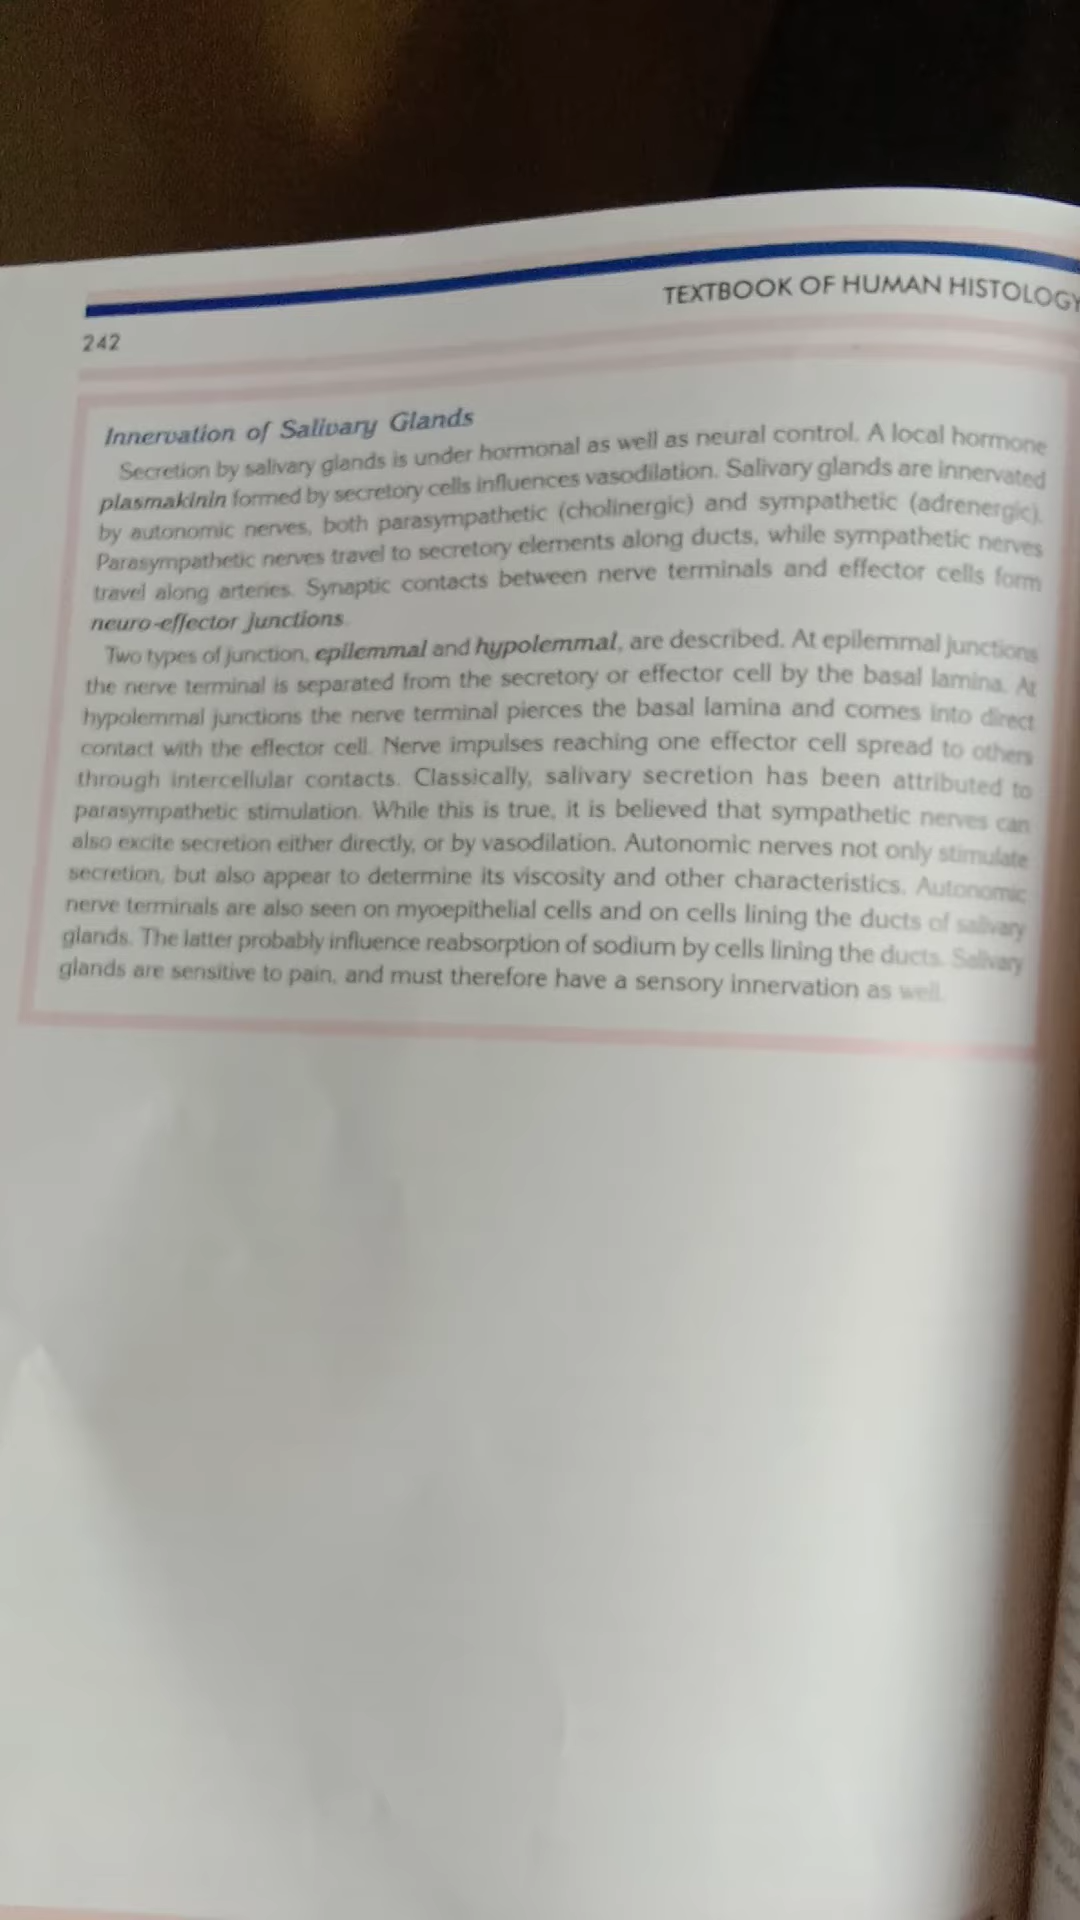 TEXTBOOK OF HUMAN HISTOLOGY
242
Innervation of Salivary Glands
Secretion by salivary glands is under hormonal as well as neural control. A local hormone
plasmakinin formed by secretory cells influences vasodilation. Salivary glands are innervated
by autonomic nerves, both parasympathetic (cholinergic) and sympathetic (adrenergic).
Parasympathetic nerves travel to secretory elements along ducts, while sympathetic nerves
travel along arteries. Synaptic contacts between nerve terminals and effector cells form
neuro-effector junctions.
Two types of junction, epilemmal and hypolemmal, are described. At epilemmal junctions
the nerve terminal is separated from the secretory or effector cell by the basal lamina. At
hypolemmal junctions the nerve terminal pierces the basal lamina and comes into direct
contact with the effector cell. Nerve impulses reaching one effector cell spread to others
through intercellular contacts. Classically, salivary secretion has been attributed to
parasympathetic stimulation. While this is true, it is believed that sympathetic nerves can
also excite secretion either directly, or by vasodilation. Autonomic nerves not only stimulate
secretion, but also appear to determine its viscosity and other characteristics. Autonomic
nerve terminals are also seen on myoepithelial cells and on cells lining the ducts of salivary
glands. The latter probably influence reabsorption of sodium by cells lining the ducts. Salivary
glands are sensitive to pain, and must therefore have a sensory innervation as well.